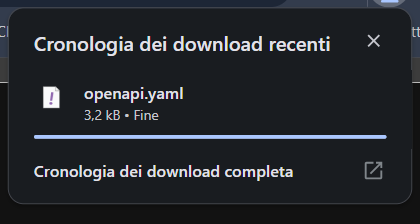 Cronologia dei download recenti
openapi.yaml
3,2 kB • Fine
Cronologia dei download completa